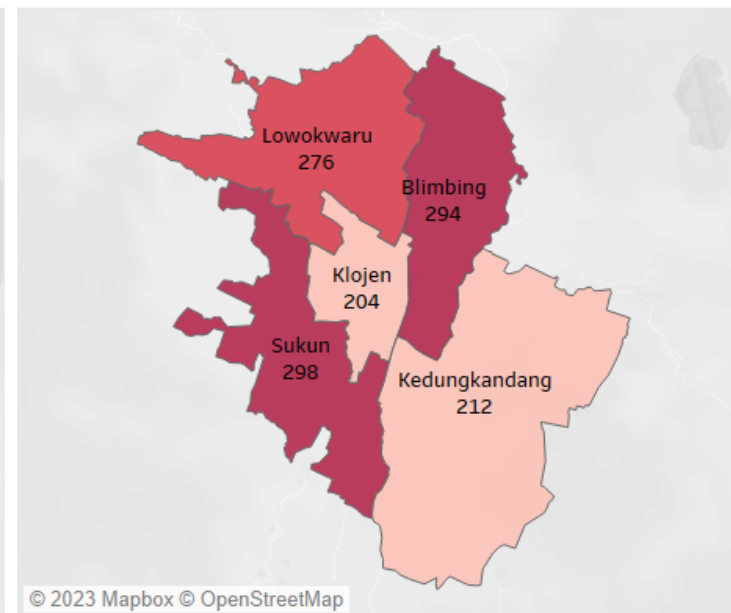 Lowokwaru
276
Blimbing
294
Klojen
204
Sukun
298
Kedungkandang
212
© 2023 Mapbox © OpenStreetMap